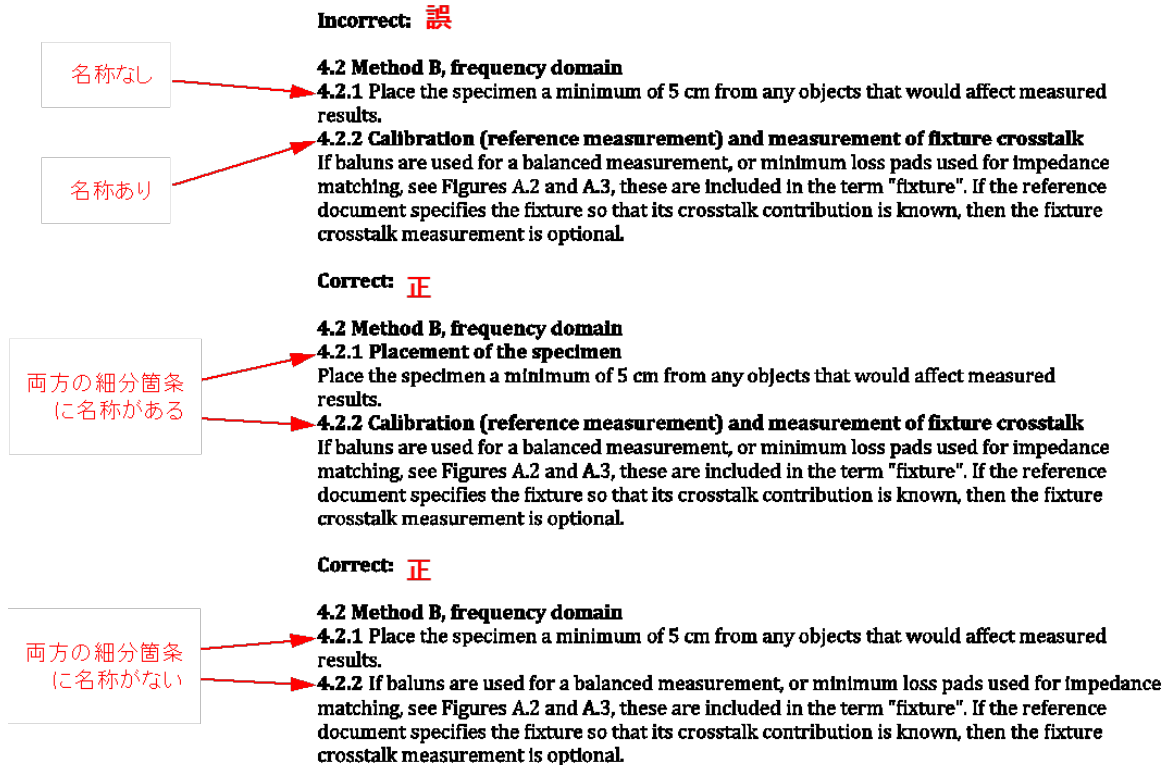 Incorrect: 誤
名称なし
4.2 Method B, frequency domain
4.2.1 Place the specimen a minimum of 5 cm from any objects that would affect measured
results.
名称あり
4.2.2 Calibration (reference measurement) and measurement of fixture crosstalk
If baluns are used for a balanced measurement, or minimum loss pads used for impedance
matching, see Figures A.2 and A.3, these are included in the term "fixture". If the reference
document specifies the fixture so that its crosstalk contribution is known, then the fixture
crosstalk measurement is optional.
Correct: 正
両方の細分箇条
に名称がある
4.2 Method B, frequency domain
4.2.1 Placement of the specimen
Place the specimen a minimum of 5 cm from any objects that would affect measured
results.
4.2.2 Calibration (reference measurement) and measurement of fixture crosstalk
If baluns are used for a balanced measurement, or minimum loss pads used for impedance
matching, see Figures A.2 and A.3, these are included in the term "fixture". If the reference
document specifies the fixture so that its crosstalk contribution is known, then the fixture
crosstalk measurement is optional.
Correct: 正
両方の細分箇条
に名称がない
4.2 Method B, frequency domain
4.2.1 Place the specimen a minimum of 5 cm from any objects that would affect measured
results.
4.2.2 If baluns are used for a balanced measurement, or minimum loss pads used for impedance
matching, see Figures A.2 and A.3, these are included in the term "fixture". If the reference
document specifies the fixture so that its crosstalk contribution is known, then the fixture
crosstalk measurement is optional.